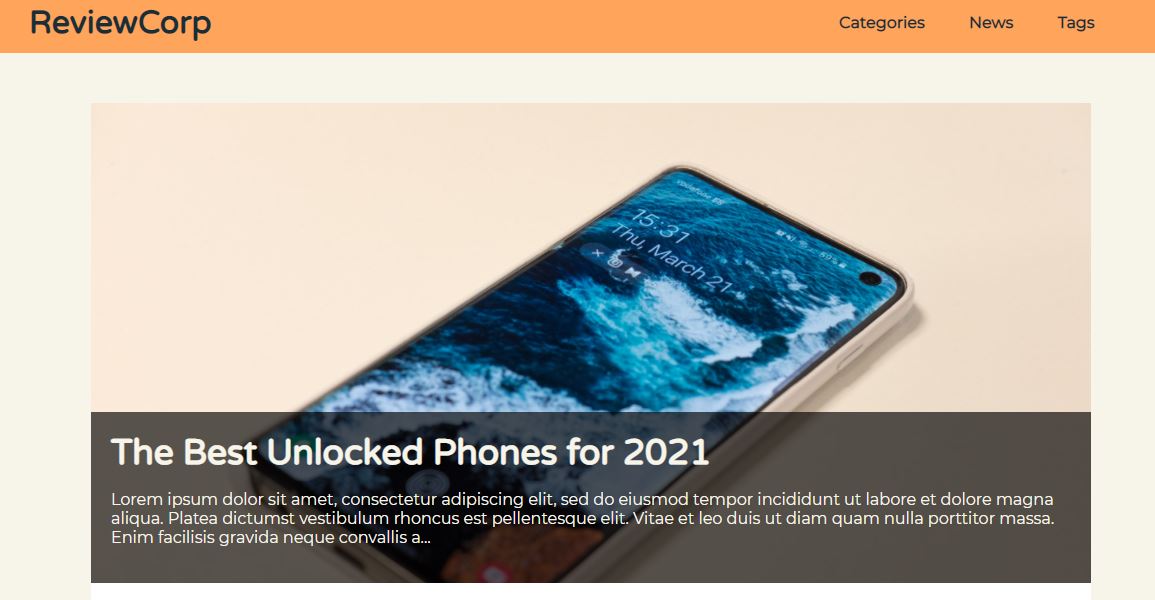 ReviewCorp
Categories News Tags
vodafone
15:31
Thu, March 21
59%
The Best Unlocked Phones for 2021
Lorem ipsum dolor sit amet, consectetur adipiscing elit, sed do eiusmod tempor incididunt ut labore et dolore magna
aliqua. Platea dictumst vestibulum rhoncus est pellentesque elit. Vitae et leo duis ut diam quam nulla porttitor massa.
Enim facilisis gravida neque convallis a...